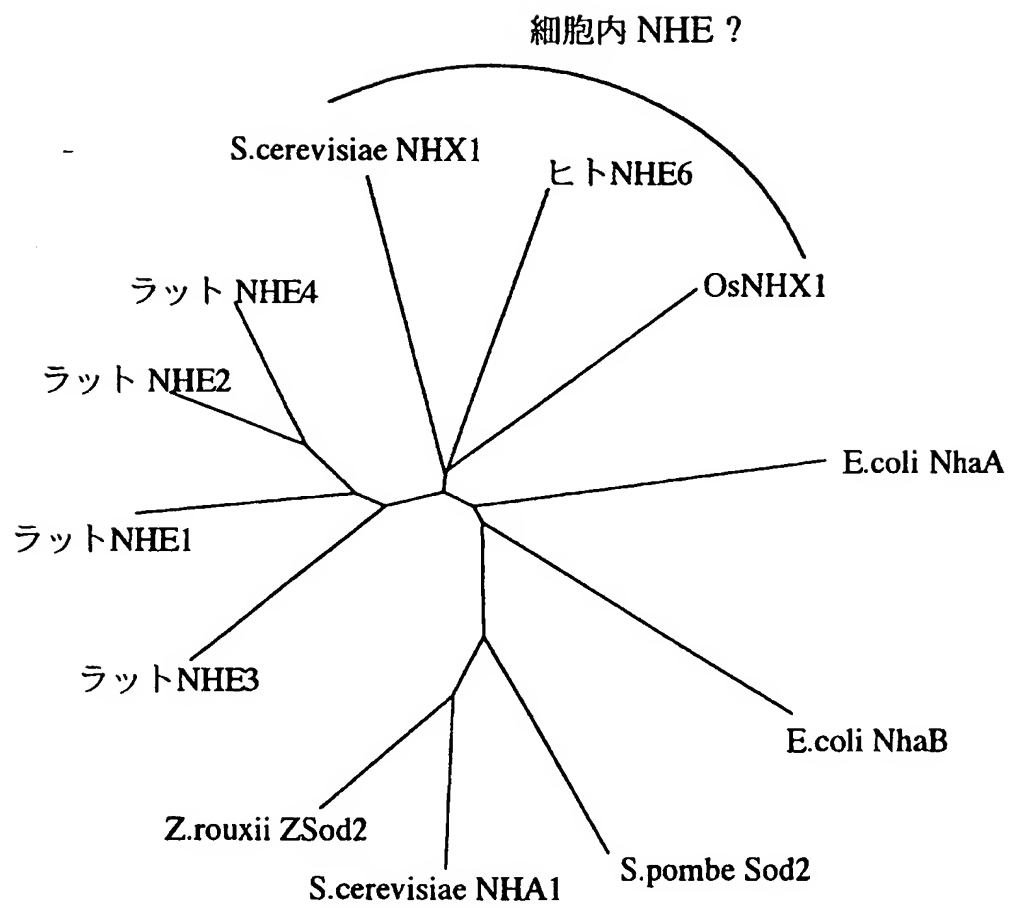 細胞内 NHE ?
S.cerevisiae NHX1
ヒトNHE6
OsNHX1
ラット NHE4
ラット NHE2
E.coli NhaA
ラットNHE1
ラットNHE3
E.coli NhaB
Z.rouxii ZSod2
S.pombe Sod2
S.cerevisiae NHA1